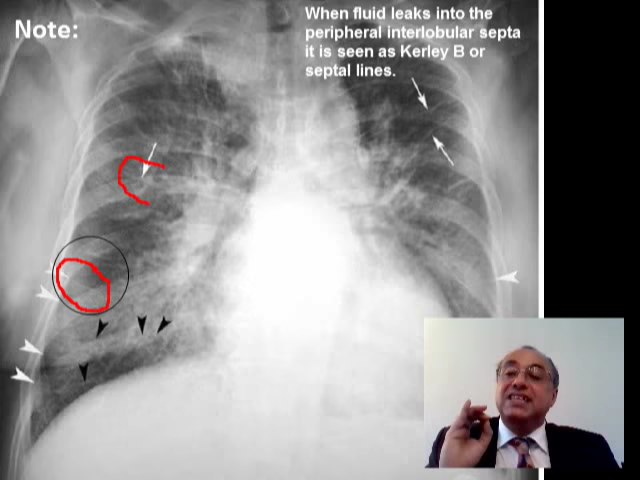 Note:
When fluid leaks into the
peripheral interlobular septa
it is seen as Kerley B or
septal lines.